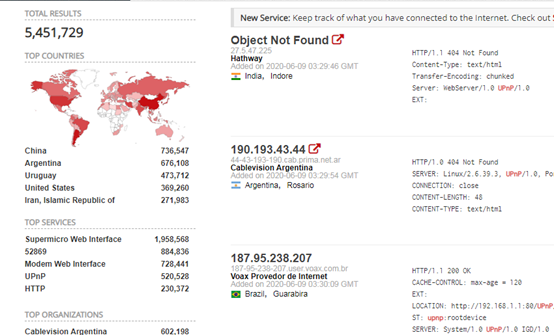 TOTAL RESULTS
5,451,729
TOP COUNTRIES
China 736,547
Argentina 676,108
Uruguay 473,712
United States 369,260
Iran, Islamic Republic of 271,983
TOP SERVICES
Supermicro Web Interface 1,958,568
52869 884,836
Modem Web Interface 728,441
UPnP 520,528
HTTP 230,372
TOP ORGANIZATIONS
Cablevision Argentina 602,198
New Service: Keep track of what you have connected to the Internet. Check out
Object Not Found
27.5.47.225
Hathway
Added on 2020-06-09 03:29:46 GMT
India, Indore
HTTP/1.1 404 Not Found
Content-Type: text/html
Transfer-Encoding: chunked
Server: WebServer/1.0 UPnP/1.0
EXT:
190.193.43.44
44-43-193-190.cab.prima.net.ar
Cablevision Argentina
Added on 2020-06-09 03:29:54 GMT
Argentina, Rosario
HTTP/1.0 404 Not Found
SERVER: Linux/2.6.39.3, UPnP/1.0, Po
CONNECTION: close
CONTENT-LENGTH: 48
CONTENT-TYPE: text/html
187.95.238.207
187-95-238-207.user.voax.com.br
Voax Provedor de Internet
Added on 2020-06-09 03:30:09 GMT
Brazil, Guarabira
HTTP/1.1 200 OK
CACHE-CONTROL: max-age = 120
EXT:
LOCATION: http://192.168.1.1:80/UPnP
ST: upnp:rootdevice
SERVER: System/1.0 UPnP/1.0 IGD/1.0